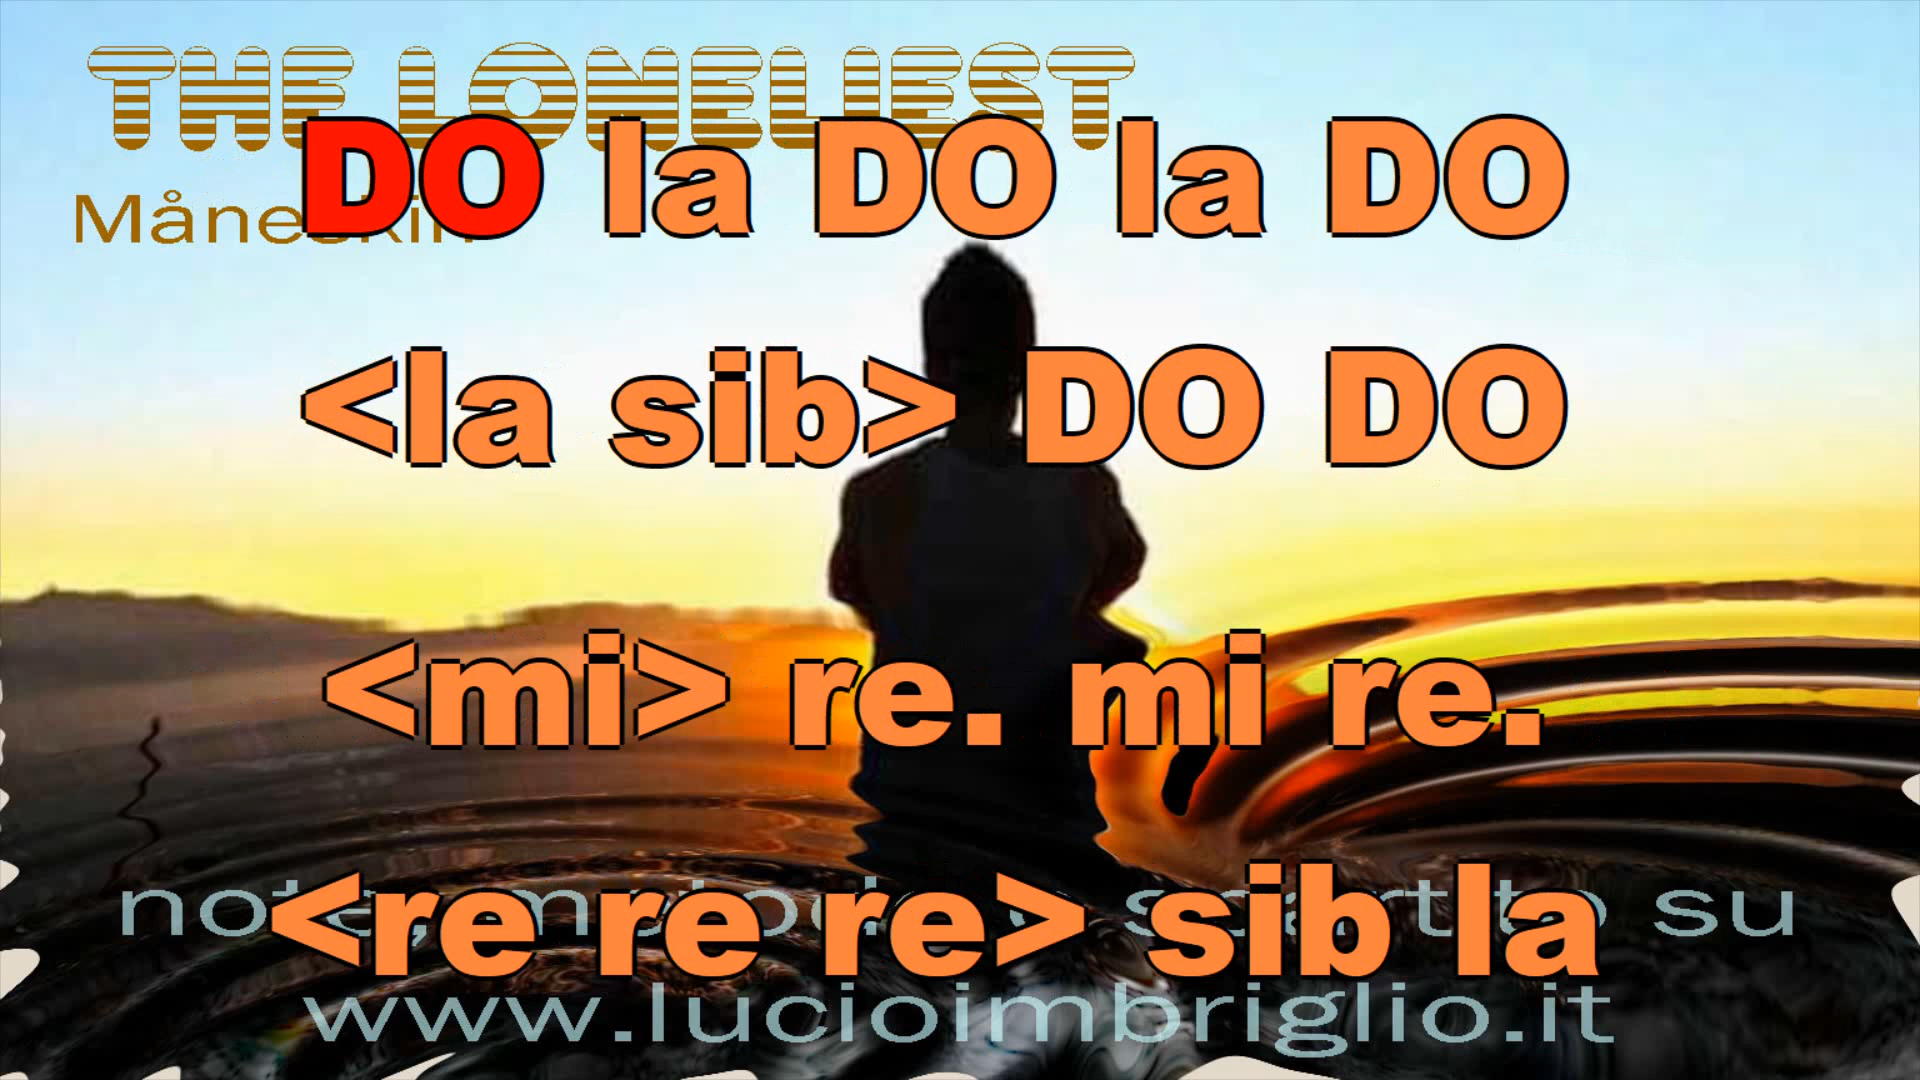 THE LONELIEST
Måneskin
DO la DO la DO
<la sib> DO DO
<mi> re. mi re.
<re re re> sib la
su
www.lucioimbriglio.it